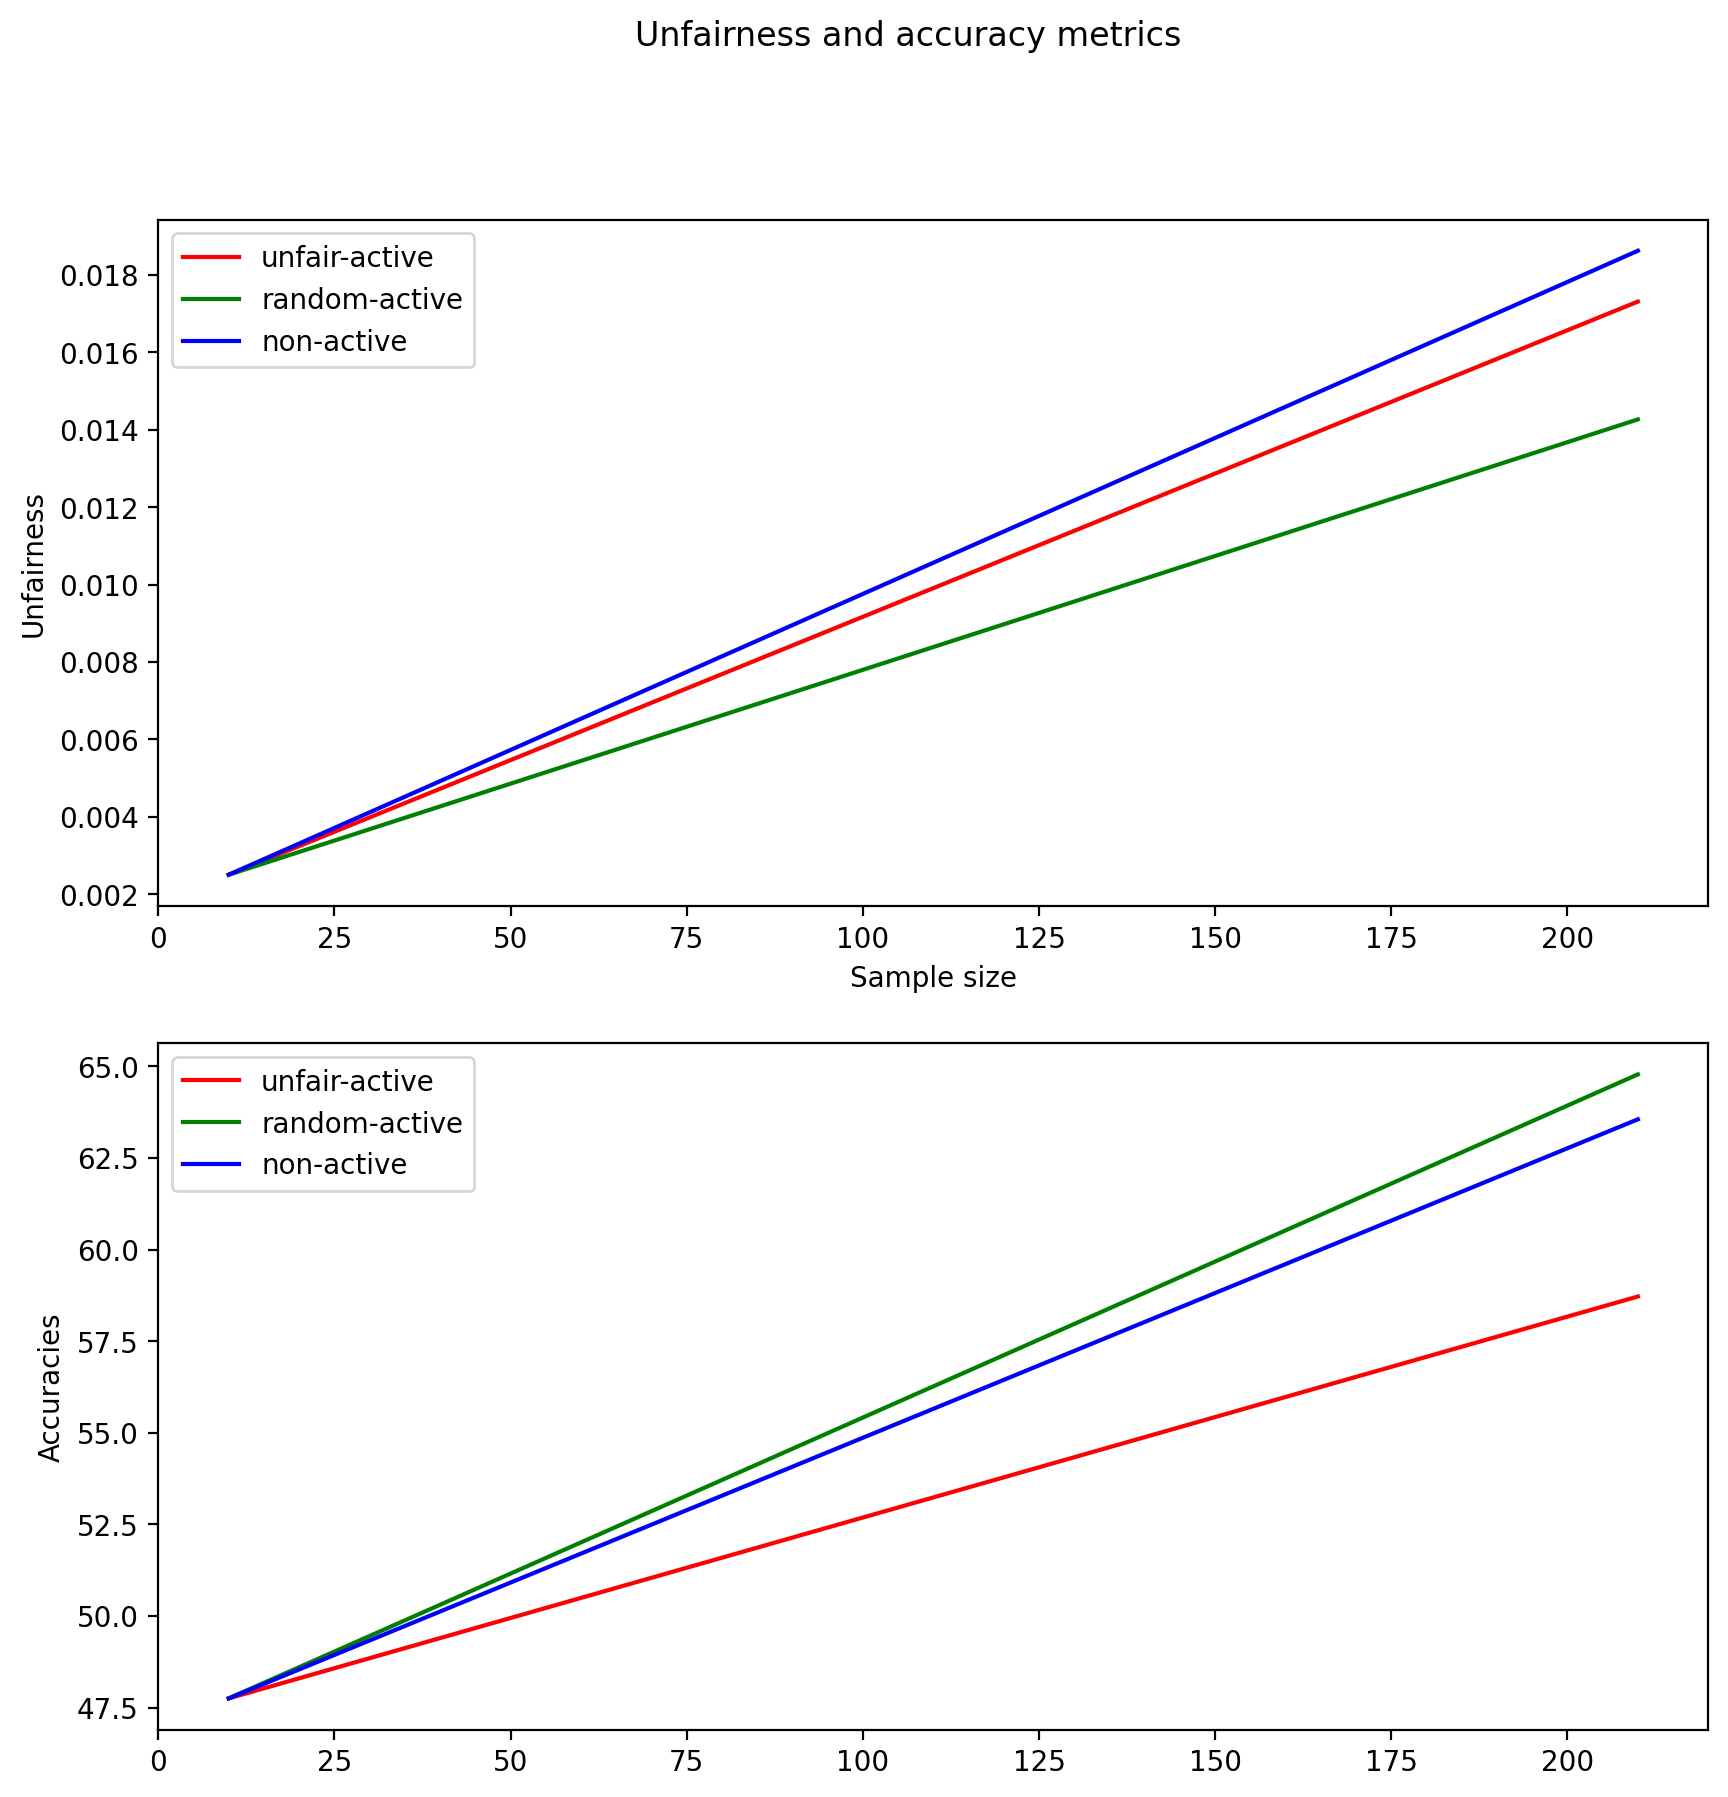 Unfairness and accuracy metrics
unfair-active
random-active
non-active
0.018
0.016
0.014
0.012
0.010
0.008
0.006
0.004
0.002
Unfairness
0 25 50 75 100 125 150 175 200
Sample size
unfair-active
random-active
non-active
65.0
62.5
60.0
57.5
55.0
52.5
50.0
47.5
Accuracies
0 25 50 75 100 125 150 175 200